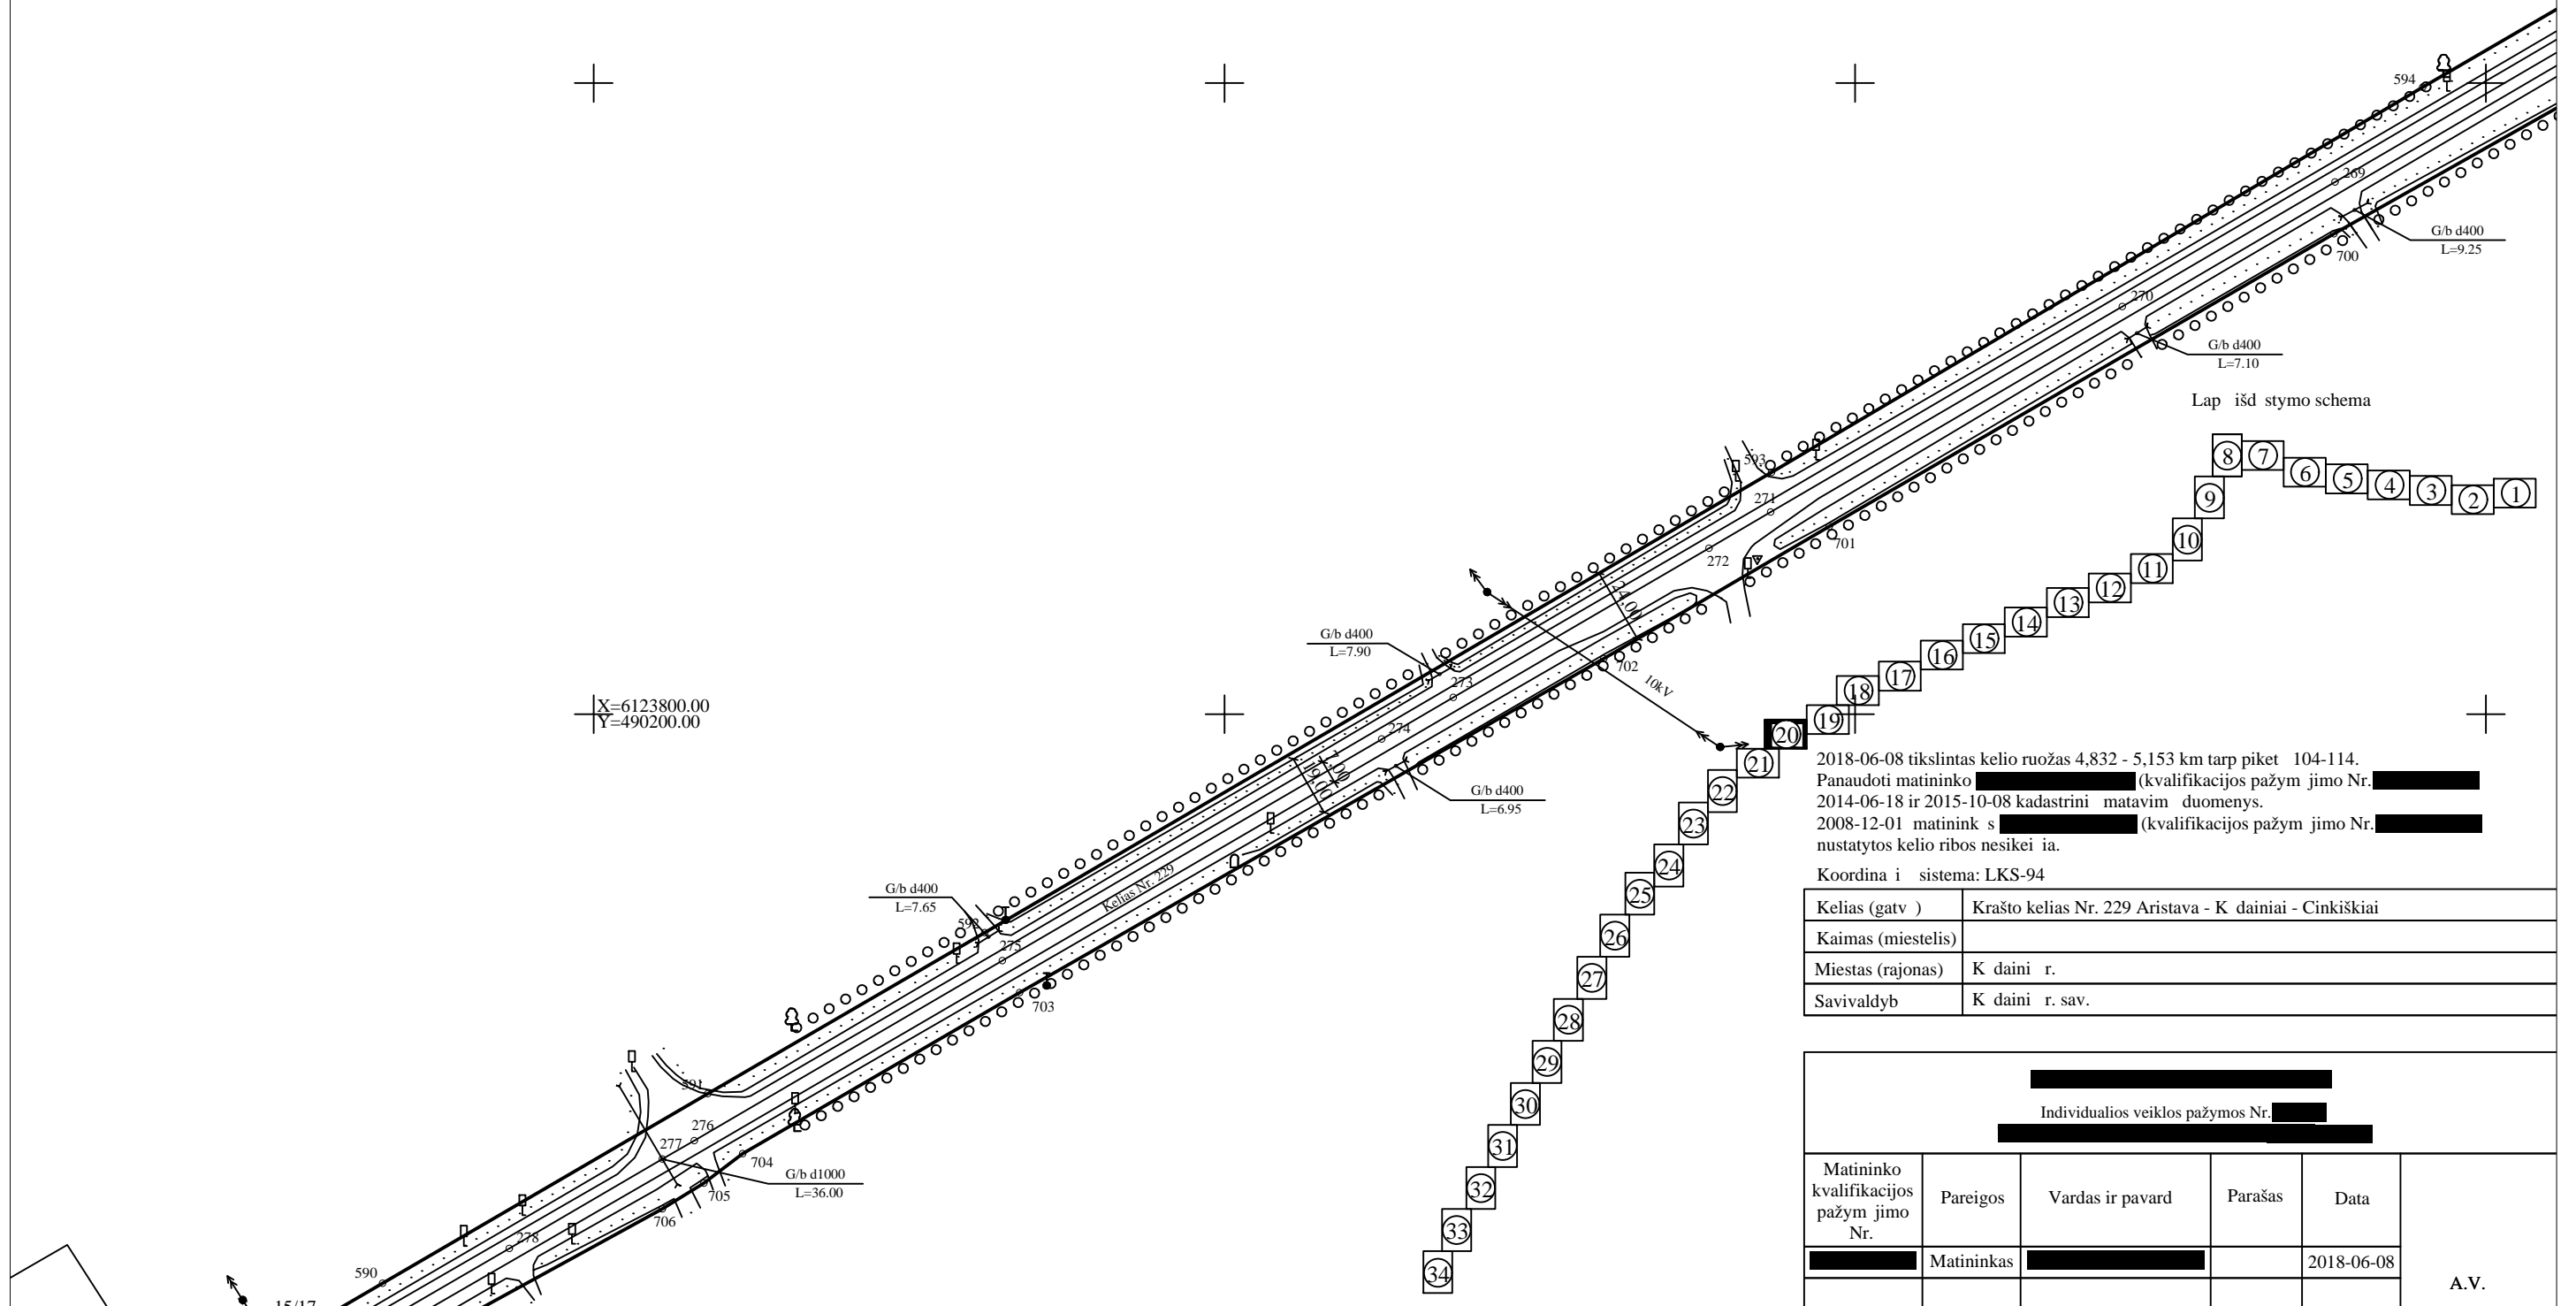 594
269
G/b d400
L=9.25
700
270
G/b d400
L=7.10
Lap išd stymo schema
8
7
6
5
4
3
2
1
9
10
11
12
13
14
15
16
17
18
19
20
21
22
23
24
25
26
27
28
29
30
31
32
33
34
593
271
272
701
24,00
G/b d400
L=7.90
702
273
10kV
274
7,00
19,00
G/b d400
L=6.95
X=6123800.00
Y=490200.00
Kelias Nr. 229
G/b d400
L=7.65
592
275
703
591
276
277
704
G/b d1000
L=36.00
705
706
278
590
15/17
2018-06-08 tikslintas kelio ruožas 4,832 - 5,153 km tarp piket 104-114.
Panaudoti matininko (kvalifikacijos pažym jimo Nr.
2014-06-18 ir 2015-10-08 kadastrini matavim duomenys.
2008-12-01 matinink s (kvalifikacijos pažym jimo Nr.
nustatytos kelio ribos nesikei ia.
Koordina i sistema: LKS-94
Kelias (gatv ) Krašto kelias Nr. 229 Aristava - K dainiai - Cinkiškiai
Kaimas (miestelis)
Miestas (rajonas) K daini r.
Savivaldyb K daini r. sav.
Individualios veiklos pažymos Nr.
Matininko
kvalifikacijos
pažym jimo
Nr.
Pareigos
Vardas ir pavard
Parašas
Data
Matininkas
2018-06-08
A.V.